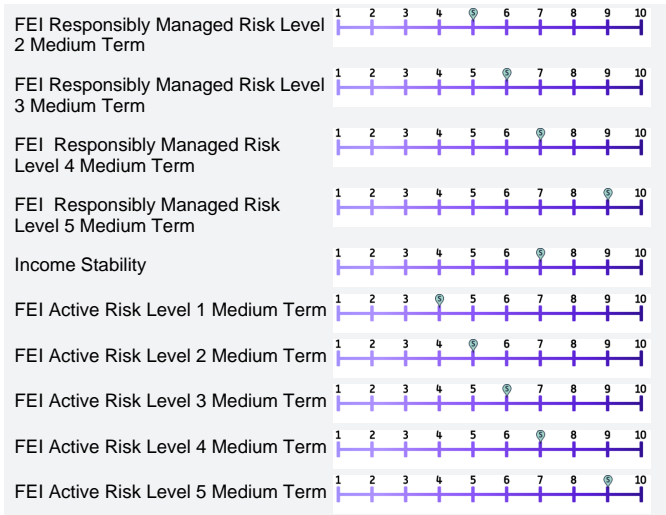 1 2 3 4 5 6 7 8 9 10
FEI Responsibly Managed Risk Level
2 Medium Term
1 2 3 4 5 6 7 8 9 10
FEI Responsibly Managed Risk Level
3 Medium Term
1 2 3 4 5 6 7 8 9 10
FEI Responsibly Managed Risk
Level 4 Medium Term
1 2 3 4 5 6 7 8 9 10
FEI Responsibly Managed Risk
Level 5 Medium Term
1 2 3 4 5 6 7 8 9 10
Income Stability
1 2 3 4 5 6 7 8 9 10
FEI Active Risk Level 1 Medium Term
1 2 3 4 5 6 7 8 9 10
FEI Active Risk Level 2 Medium Term
1 2 3 4 5 6 7 8 9 10
FEI Active Risk Level 3 Medium Term
1 2 3 4 5 6 7 8 9 10
FEI Active Risk Level 4 Medium Term
1 2 3 4 5 6 7 8 9 10
FEI Active Risk Level 5 Medium Term